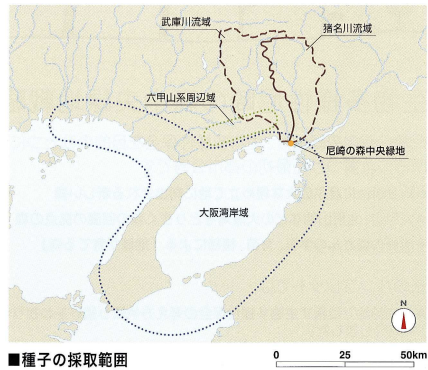 武庫川流域
猪名川流域
六甲山系周辺域
尼崎の森中央緑地
大阪湾岸域
N
■種子の採取範囲
0 25 50km